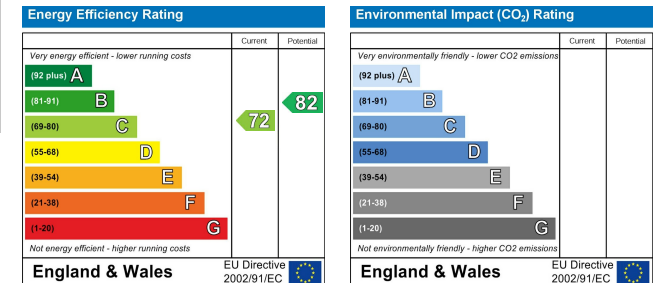 Energy Efficiency Rating
Current Potential
Very energy efficient - lower running costs
(92 plus) A
(81-91) B
82
(69-80) C
72
(55-68) D
(39-54) E
(21-38) F
(1-20) G
Not energy efficient - higher running costs
England & Wales
EU Directive
2002/91/EC
Environmental Impact (CO₂) Rating
Current Potential
Very environmentally friendly - lower CO2 emissions
(92 plus) A
(81-91) B
(69-80) C
(55-68) D
(39-54) E
(21-38) F
(1-20) G
Not environmentally friendly - higher CO2 emissions
England & Wales
EU Directive
2002/91/EC